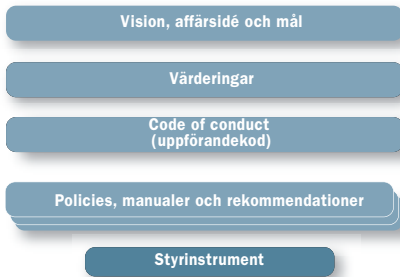 Vision, affärsidé och mål
Värderingar
Code of conduct
(uppförandekod)
Policies, manualer och rekommendationer
Styrinstrument